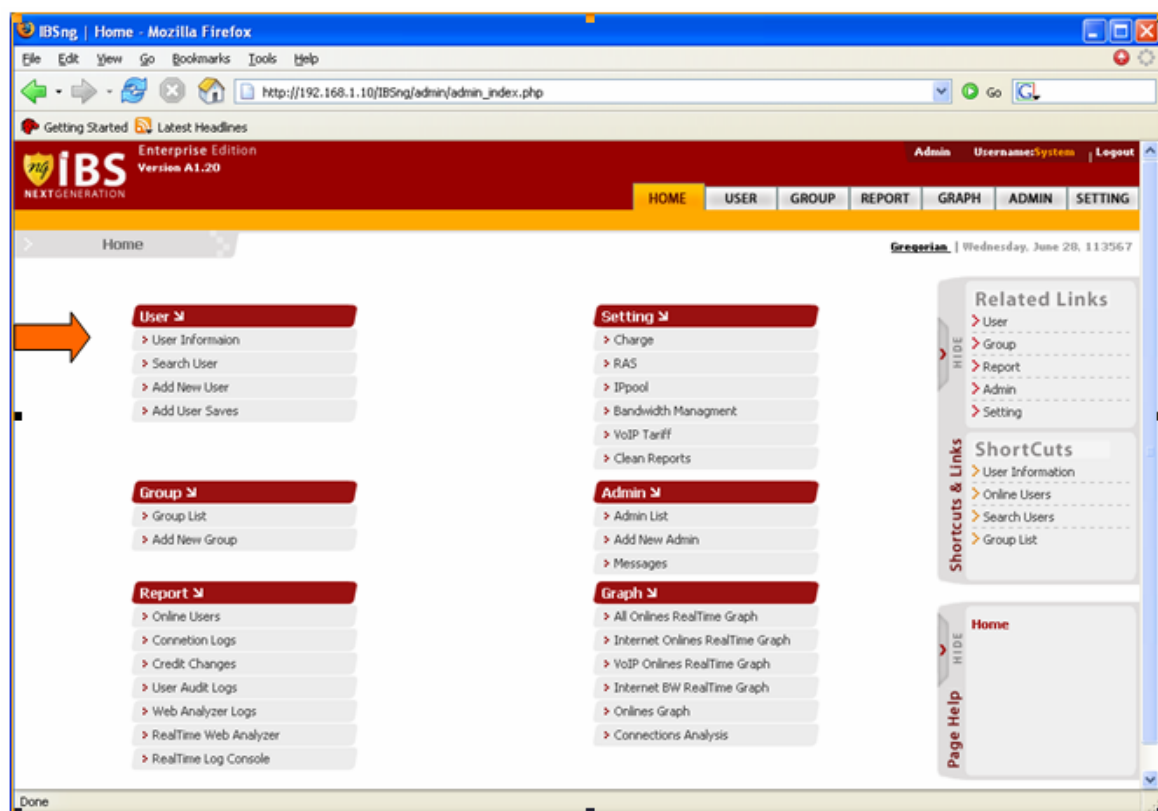 IBSng | Home - Mozilla Firefox
File Edit View Go Bookmarks Tools Help
http://192.168.1.10/IBSng/admin/admin_index.php
Go
Getting Started
Latest Headlines
ng iBS
NEXTGENERATION
Enterprise Edition
Version A1.20
Admin Username:System | Logout
HOME USER GROUP REPORT GRAPH ADMIN SETTING
Home
Gregorian | Wednesday, June 28, 113567
User
User Informaion
Search User
Add New User
Add User Saves
Group
Group List
Add New Group
Report
Online Users
Connetion Logs
Credit Changes
User Audit Logs
Web Analyzer Logs
RealTime Web Analyzer
RealTime Log Console
Setting
Charge
RAS
IPpool
Bandwidth Managment
VoIP Tariff
Clean Reports
Admin
Admin List
Add New Admin
Messages
Graph
All Onlines RealTime Graph
Internet Onlines RealTime Graph
VoIP Onlines RealTime Graph
Internet BW RealTime Graph
Onlines Graph
Connections Analysis
HIDE
Shortcuts & Links
Related Links
User
Group
Report
Admin
Setting
ShortCuts
User Information
Online Users
Search Users
Group List
HIDE
Page Help
Home
Done